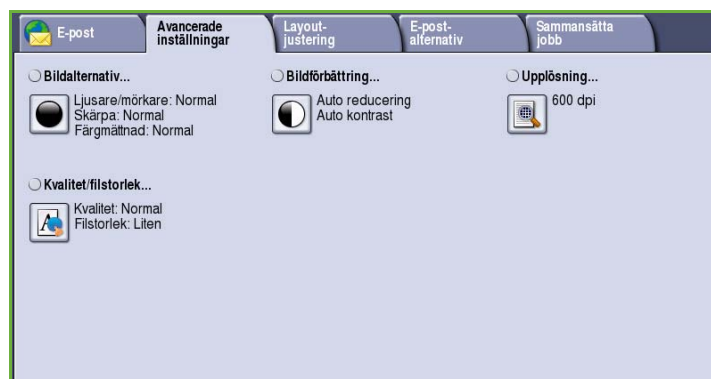 E-post
Avancerade
inställningar
Layout-
justering
E-post-
alternativ
Sammansätta
jobb
Bildalternativ...
Ljusare/mörkare: Normal
Skärpa: Normal
Färgmättnad: Normal
Bildförbättring...
Auto reducering
Auto kontrast
Upplösning...
600 dpi
Kvalitet/filstorlek...
Kvalitet: Normal
Filstorlek: Liten